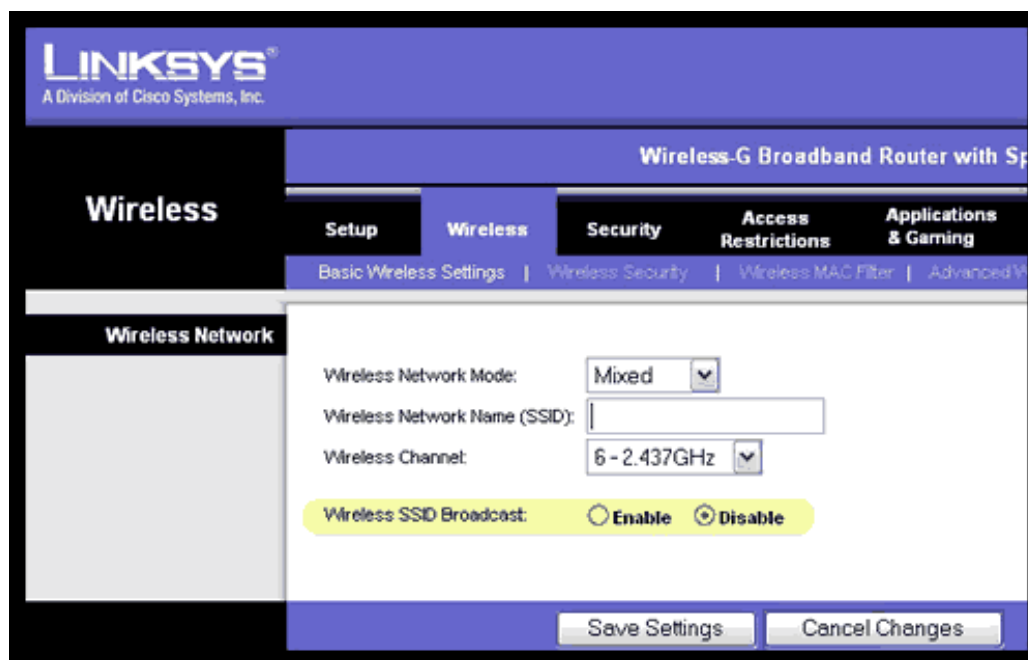 LINKSYS®
A Division of Cisco Systems, Inc.
Wireless-G Broadband Router with Sp
Wireless
Setup Wireless Security Access Restrictions Applications & Gaming
Basic Wireless Settings | Wireless Security | Wireless MAC Filter | Advanced W
Wireless Network
Wireless Network Mode: Mixed
Wireless Network Name (SSID):
Wireless Channel: 6 - 2.437GHz
Wireless SSID Broadcast: Enable Disable
Save Settings Cancel Changes